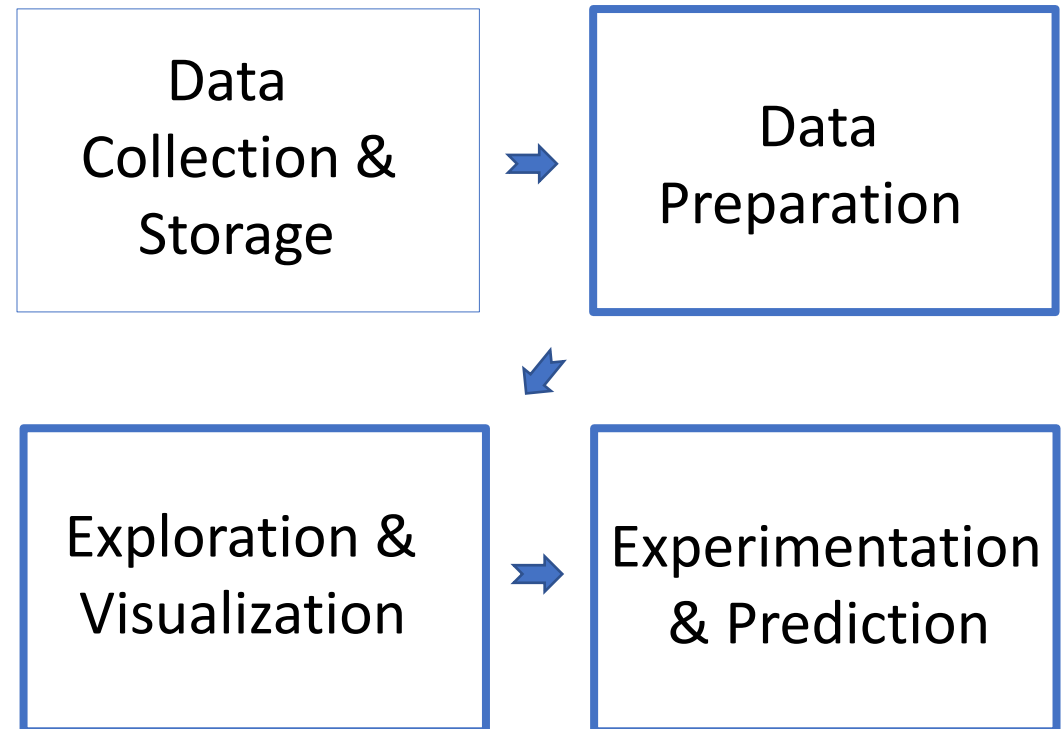 Data
Collection &
Storage
Data
Preparation
Exploration &
Visualization
Experimentation
& Prediction